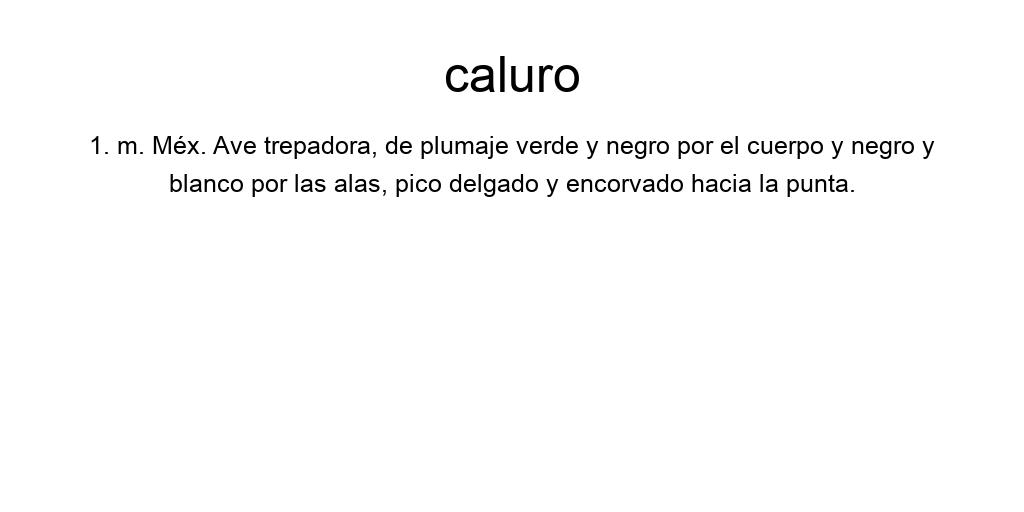 caluro
1. m. Méx. Ave trepadora, de plumaje verde y negro por el cuerpo y negro y
blanco por las alas, pico delgado y encorvado hacia la punta.